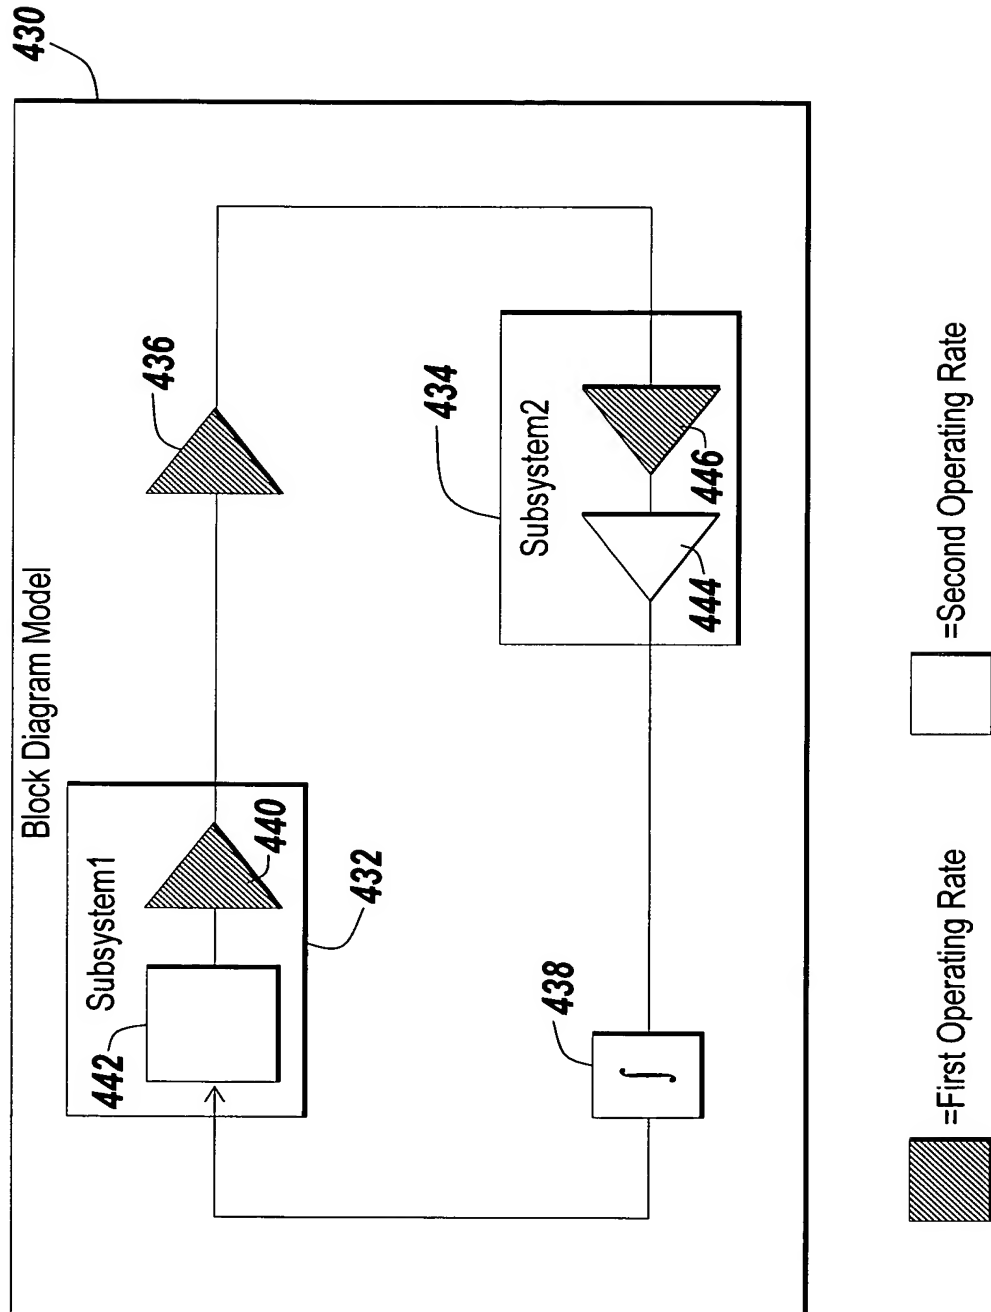 430
Block Diagram Model
Subsystem1
442
440
432
436
434
Subsystem2
444
446
438
∫
=First Operating Rate
=Second Operating Rate